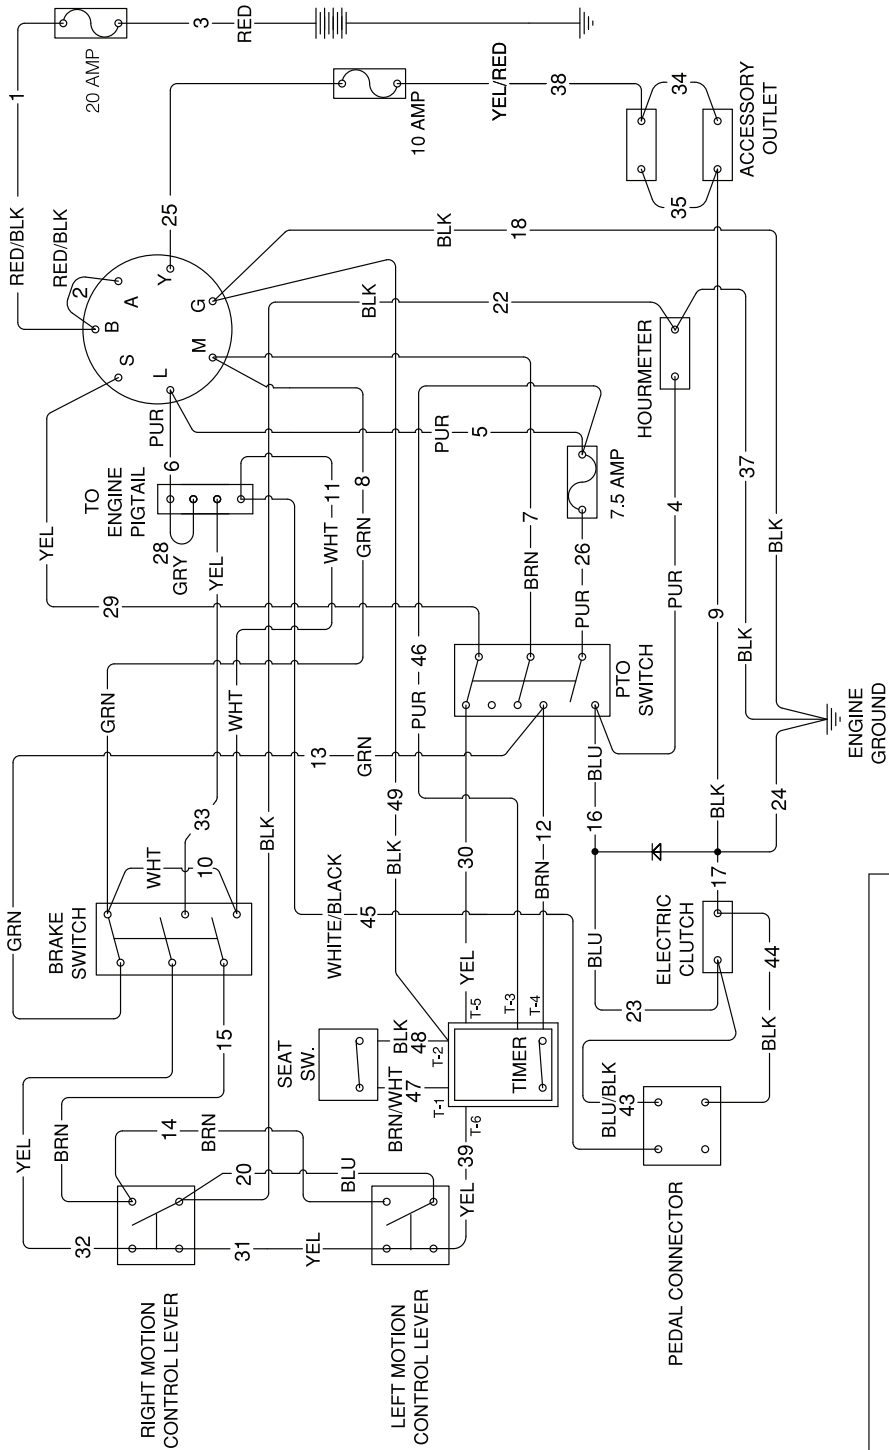 RIGHT MOTION
CONTROL LEVER
LEFT MOTION
CONTROL LEVER
PEDAL CONNECTOR
YEL
32
BRN
14
BRN
20
BLU
31
YEL
YEL
39
GRN
BRAKE
SWITCH
15
WHT
10
33
BLK
SEAT
SW.
BRN/WHT
47
BLK
48
T-1
T-2
T-3
T-4
T-5
T-6
TIMER
BLU/BLK
43
BLK
44
23
BLU
ELECTRIC
CLUTCH
17
WHITE/BLACK
45
YEL
30
BRN
12
BLU
16
BLK
49
13
GRN
GRN
WHT
PUR
46
PTO
SWITCH
BLK
24
ENGINE
GROUND
YEL
29
28
GRY
YEL
TO
ENGINE
PIGTAIL
PUR
6
WHT
11
GRN
8
BRN
7
PUR
26
7.5 AMP
PUR
5
PUR
4
HOURMETER
9
BLK
37
BLK
RED/BLK
1
RED/BLK
2
B
A
S
L
Y
G
M
BLK
22
BLK
18
25
20 AMP
3
RED
10 AMP
YEL/RED
38
34
35
ACCESSORY
OUTLET